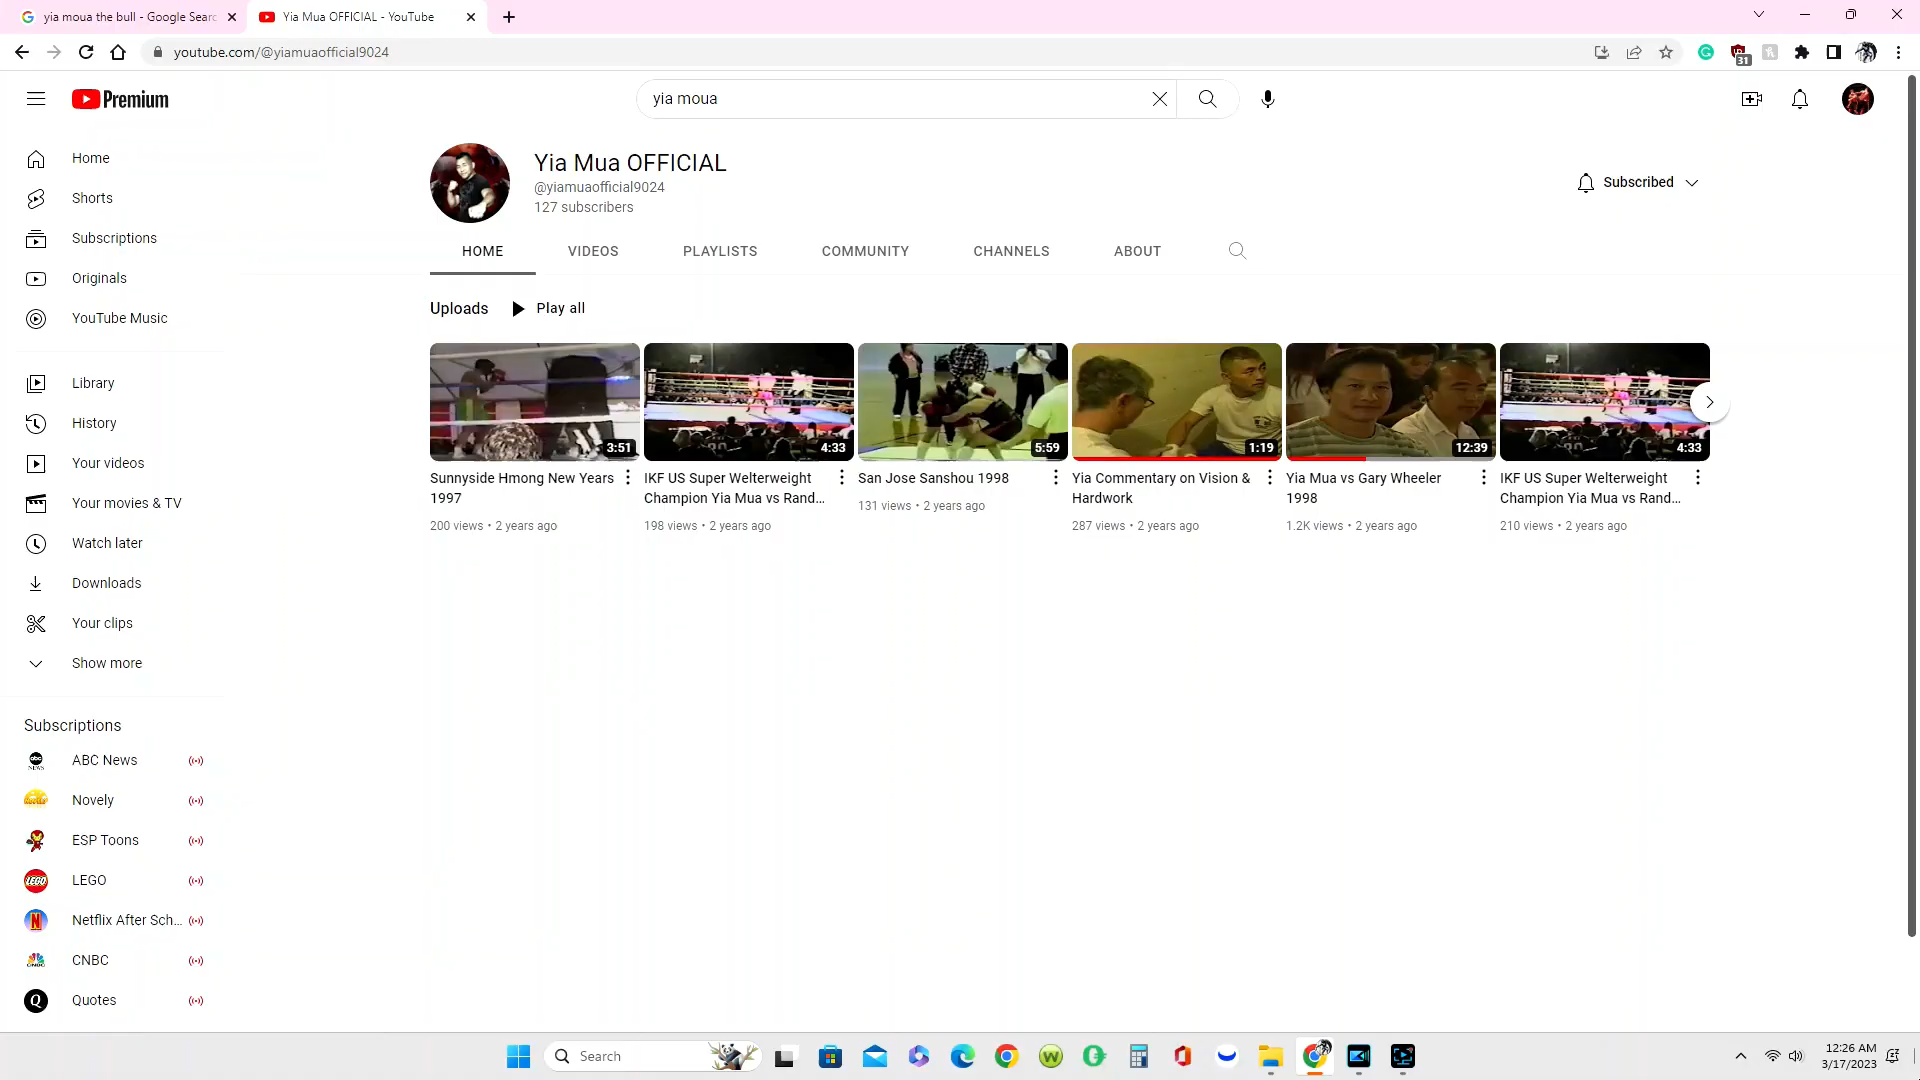 yia moua the bull - Google Searc
Yia Mua OFFICIAL - YouTube
youtube.com/@yiamuaofficial9024
31
Premium
yia moua
Home
Shorts
Subscriptions
Originals
YouTube Music
Library
History
Your videos
Your movies & TV
Watch later
Downloads
Your clips
Show more
Subscriptions
ABC News
Novely
ESP Toons
LEGO
Netflix After Sch...
CNBC
Quotes
Yia Mua OFFICIAL
@yiamuaofficial9024
127 subscribers
Subscribed
HOME
VIDEOS
PLAYLISTS
COMMUNITY
CHANNELS
ABOUT
Uploads
Play all
3:51
Sunnyside Hmong New Years
1997
200 views • 2 years ago
4:33
IKF US Super Welterweight
Champion Yia Mua vs Rand...
198 views • 2 years ago
5:59
San Jose Sanshou 1998
131 views • 2 years ago
1:19
Yia Commentary on Vision &
Hardwork
287 views • 2 years ago
12:39
Yia Mua vs Gary Wheeler
1998
1.2K views • 2 years ago
4:33
IKF US Super Welterweight
Champion Yia Mua vs Rand...
210 views • 2 years ago
Search
12:26 AM
3/17/2023